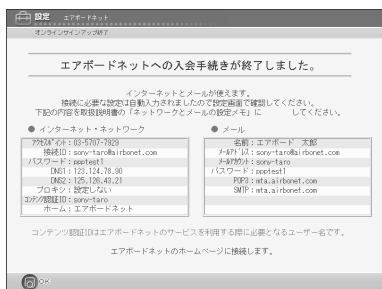 設定 エアボードネット
オンラインサインアップ終了
エアボードネットへの入会手続きが終了しました。
インターネットとメールが使えます。
接続に必要な設定は自動入力されましたので設定画面で確認してください。
下記の内容を取扱説明書の「ネットワークとメールの設定メモ」に してください。
● インターネット・ネットワーク
アクセスポイント：03-5707-7929
接続ID：sony-taro@airbonet.com
パスワード：ppptest1
DNS1：123.124.78.90
DNS2：125.126.43.21
プロキシ：設定しない
コンテンツ認証ID：sony-taro
ホーム：エアボードネット
● メール
名前：エアボード 太郎
メールアドレス：sony-taro@airbonet.com
メールアカウント：sony-taro
パスワード：ppptest1
POP3：mta.airbonet.com
SMTP：mta.airbonet.com
コンテンツ認証IDはエアボードネットのサービスを利用する際に必要となるユーザー名です。
エアボードネットのホームページに接続します。
OK